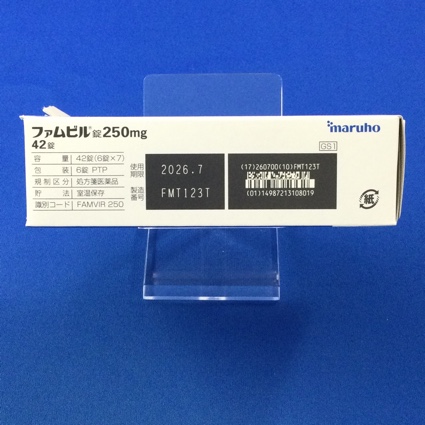 ファムビル錠250mg
42錠
maruho
GS1
容量 42錠(6錠×7)
包装 6錠 PTP
規制区分 処方箋医薬品
貯法 室温保存
識別コード FAMVIR 250
使用期限 2026.7
製造番号 FMT123T
(17)260700(10)FMT123T
(01)14987213108019
紙